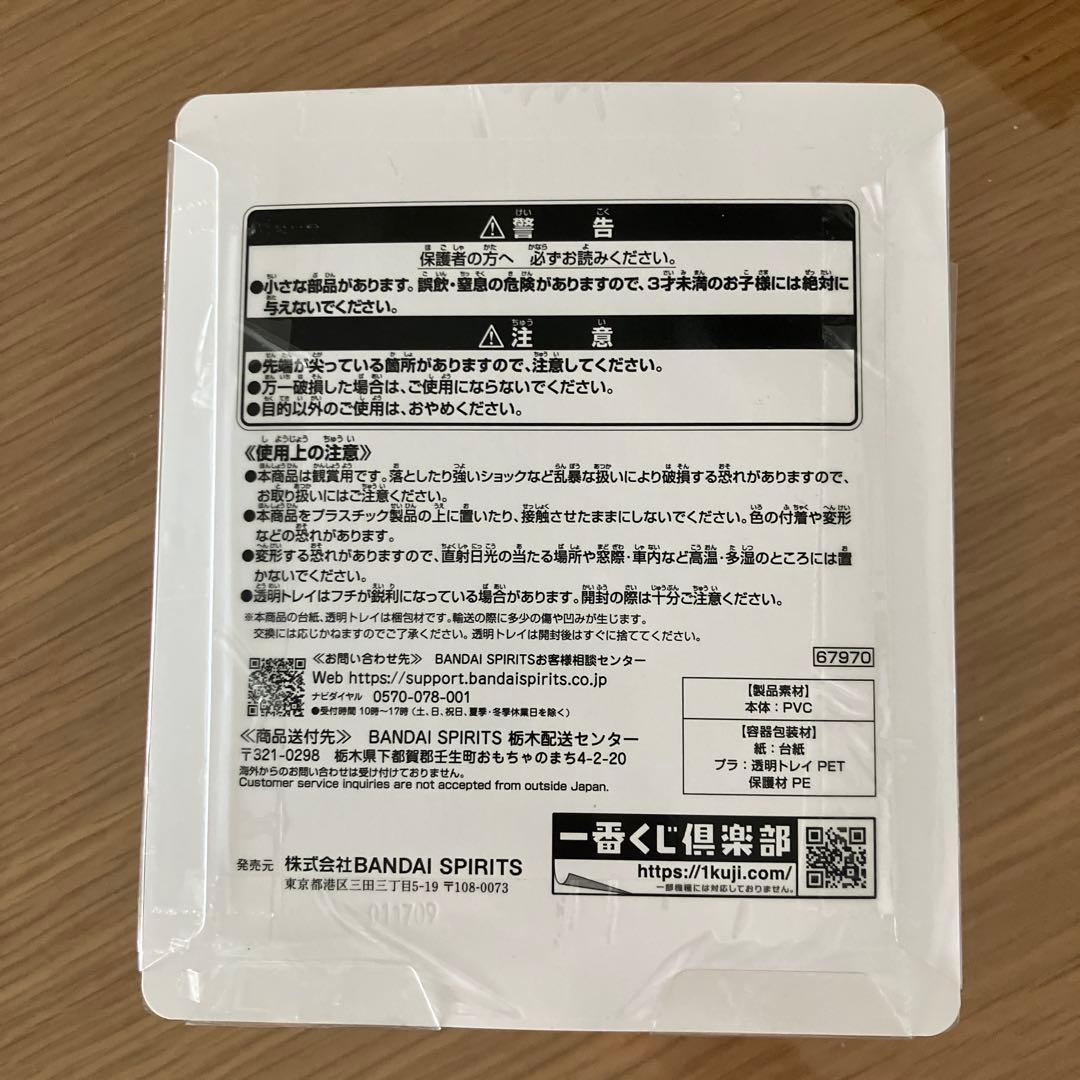 ⚠警 告
保護者の方へ 必ずお読みください。
●小さな部品があります。誤飲・窒息の危険がありますので、3才未満のお子様には絶対に
与えないでください。
⚠注 意
●先端が尖っている箇所がありますので、注意してください。
●万一破損した場合は、ご使用にならないでください。
●目的以外のご使用は、おやめください。
《使用上の注意》
●本商品は観賞用です。落としたり強いショックなど乱暴な扱いにより破損する恐れがありますので、
お取り扱いにはご注意ください。
●本商品をプラスチック製品の上に置いたり、接触させたままにしないでください。色の付着や変形
などの恐れがあります。
●変形する恐れがありますので、直射日光の当たる場所や窓際・車内など高温・多湿のところには置
かないでください。
●透明トレイはフチが鋭利になっている場合があります。開封の際は十分ご注意ください。
※本商品の台紙、透明トレイは梱包材です。輸送の際に多少の傷や凹みが生じます。
交換には応じかねますのでご了承ください。透明トレイは開封後はすぐに捨ててください。
《お問い合わせ先》 BANDAI SPIRITSお客様相談センター
Web https://support.bandaispirits.co.jp
ナビダイヤル 0570-078-001
●受付時間 10時〜17時(土、日、祝日、夏季・冬季休業日を除く)
67970
【製品素材】
本体:PVC
【容器包装材】
紙:台紙
プラ:透明トレイ PET
保護材 PE
《商品送付先》 BANDAI SPIRITS 栃木配送センター
〒321-0298 栃木県下都賀郡壬生町おもちゃのまち4-2-20
海外からのお問い合わせは受け付けておりません。
Customer service inquiries are not accepted from outside Japan.
一番くじ倶楽部
https://1kuji.com/
一部機種には対応しておりません。
発売元 株式会社BANDAI SPIRITS
東京都港区三田三丁目5-19 〒108-0073
011709